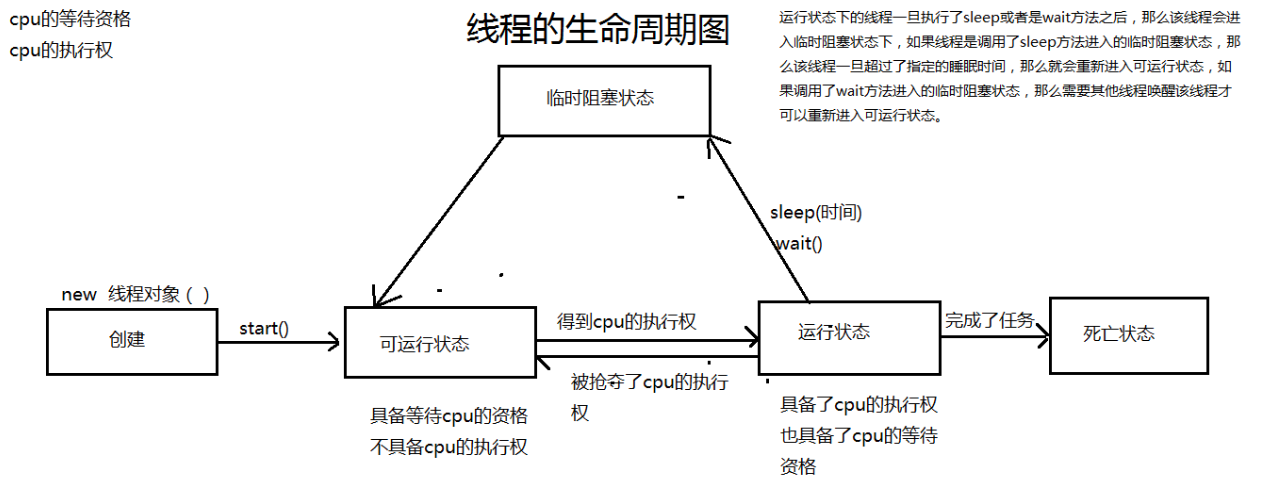 cpu的等待资格
cpu的执行权
线程的生命周期图
运行状态下的线程一旦执行了sleep或者是wait方法之后，那么该线程会进
入临时阻塞状态下，如果线程是调用了sleep方法进入的临时阻塞状态，那
么该线程一旦超过了指定的睡眠时间，那么就会重新进入可运行状态，如
果调用了wait方法进入的临时阻塞状态，那么需要其他线程唤醒该线程才
可以重新进入可运行状态。
临时阻塞状态
sleep(时间)
wait()
new 线程对象（ ）
创建
start()
可运行状态
得到cpu的执行权
被抢夺了cpu的执行
权
运行状态
完成了任务
死亡状态
具备等待cpu的资格
不具备cpu的执行权
具备了cpu的执行权
也具备了cpu的等待
资格